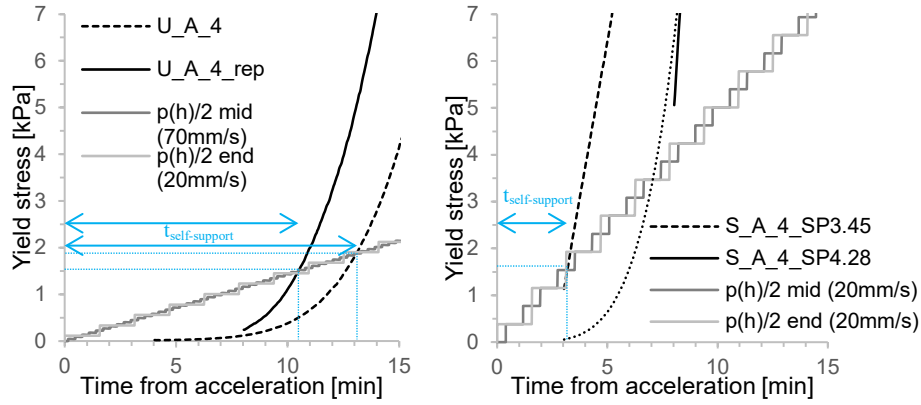 7
6
5
4
3
2
1
0
Yield stress [kPa]
U_A_4
U_A_4_rep
p(h)/2 mid
(70mm/s)
p(h)/2 end
(20mm/s)
tself-support
0 5 10 15
Time from acceleration [min]
7
6
5
4
3
2
1
0
Yield stress [kPa]
tself-support
S_A_4_SP3.45
S_A_4_SP4.28
p(h)/2 mid (20mm/s)
p(h)/2 end (20mm/s)
0 5 10 15
Time from acceleration [min]